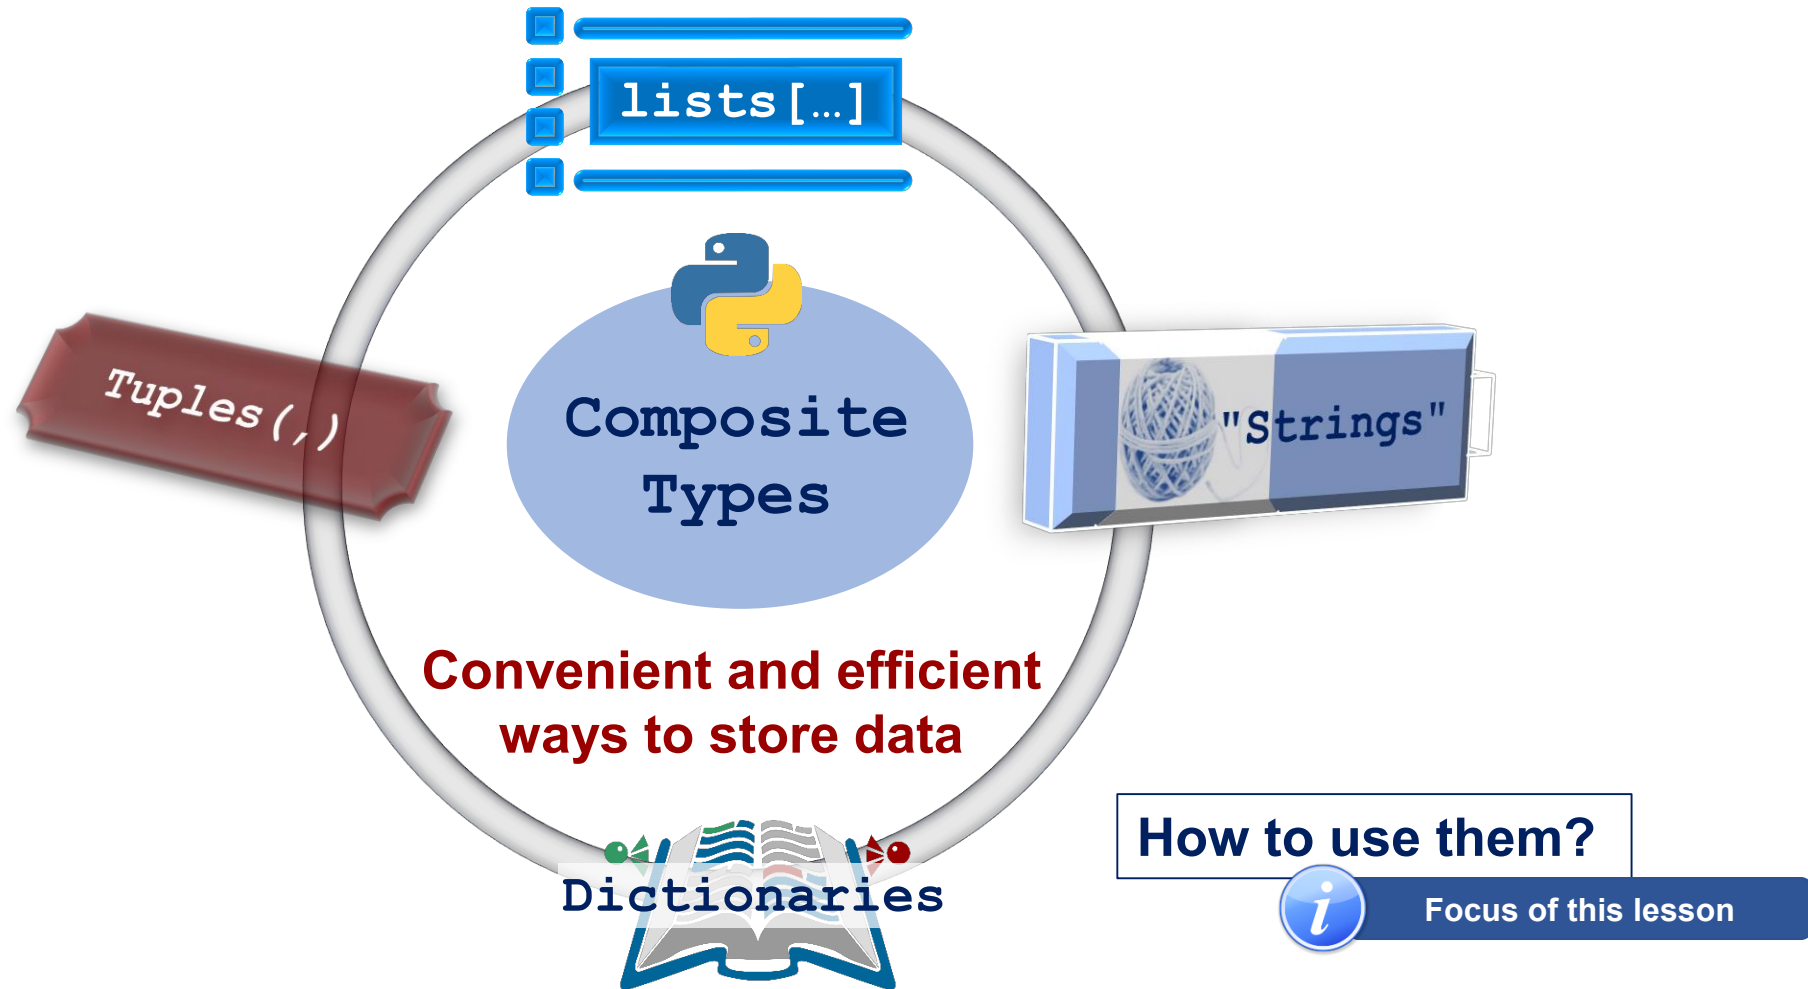 lists[…]
Tuples(,)
Composite
Types
"Strings"
Convenient and efficient
ways to store data
Dictionaries
How to use them?
i
Focus of this lesson